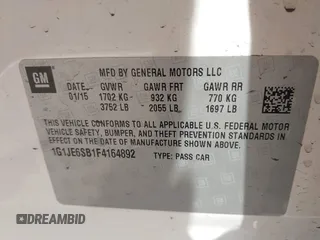 GM
MFD BY GENERAL MOTORS LLC
DATE GVWR GAWR FRT GAWR RR
01/15 1702 KG 932 KG 770 KG
3752 LB 2055 LB 1697 LB
THIS VEHICLE CONFORMS TO ALL APPLICABLE U.S. FEDERAL MOTOR
VEHICLE SAFETY, BUMPER, AND THEFT PREVENTION STANDARDS IN
EFFECT ON THE DATE OF MANUFACTURE SHOWN ABOVE.
1G1JE6SB1F4164892 TYPE: PASS CAR
DREAMBID